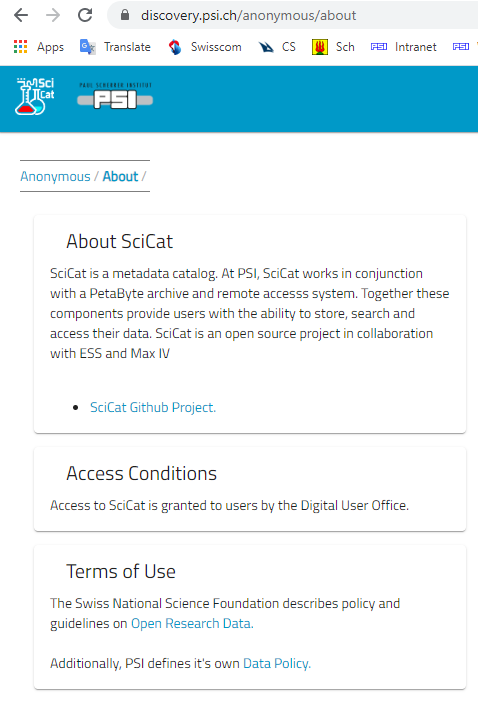 discovery.psi.ch/anonymous/about
Apps Translate Swisscom CS Sch PSI Intranet PSI
Sci
Cat
PAUL SCHERRER INSTITUT
PSI
Anonymous / About /
About SciCat
SciCat is a metadata catalog. At PSI, SciCat works in conjunction
with a PetaByte archive and remote accesss system. Together these
components provide users with the ability to store, search and
access their data. SciCat is an open source project in collaboration
with ESS and Max IV
• SciCat Github Project.
Access Conditions
Access to SciCat is granted to users by the Digital User Office.
Terms of Use
The Swiss National Science Foundation describes policy and
guidelines on Open Research Data.
Additionally, PSI defines it's own Data Policy.